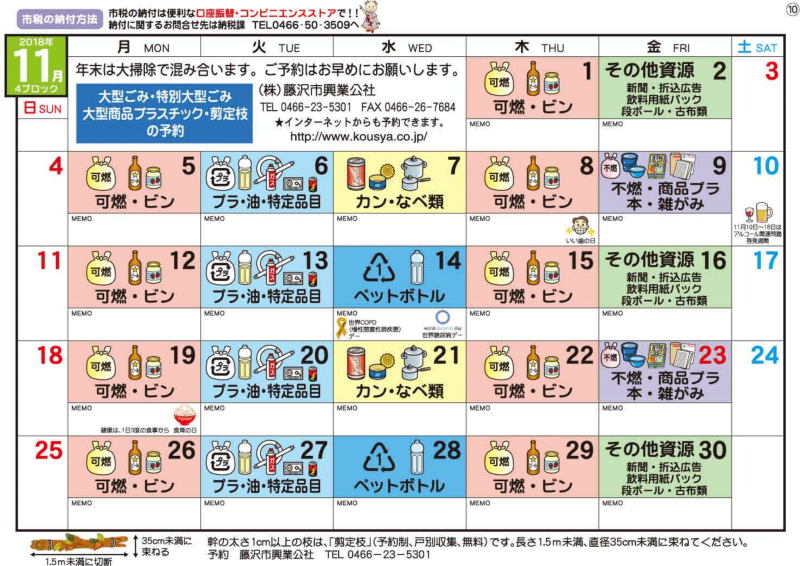 市税の納付方法
市税の納付は便利な口座振替・コンビニエンスストアで!!
納付に関するお問合せ先は納税課 TEL0466-50-3509へ
⑩
2018年
11月
4ブロック
日 SUN
月 MON
火 TUE
水 WED
木 THU
金 FRI
土 SAT
年末は大掃除で混み合います。ご予約はお早めにお願いします。
大型ごみ・特別大型ごみ
大型商品プラスチック・剪定枝
の予約
(株)藤沢市興業公社
TEL 0466-23-5301 FAX 0466-26-7684
★インターネットからも予約できます。
http://www.kousya.co.jp/
可燃
1
可燃・ビン
MEMO
その他資源 2
新聞・折込広告
飲料用紙パック
段ボール・古布類
MEMO
3
4
可燃
5
可燃・ビン
MEMO
プラ
ガス
6
プラ・油・特定品目
MEMO
7
カン・なべ類
MEMO
可燃
8
可燃・ビン
MEMO
いい歯の日
不燃
9
不燃・商品プラ
本・雑がみ
MEMO
10
11月10日〜16日は
アルコール関連問題
啓発週間
11
可燃
12
可燃・ビン
MEMO
プラ
ガス
13
プラ・油・特定品目
MEMO
1
14
ペットボトル
MEMO
世界COPD
(慢性閉塞性肺疾患)
デー
world diabetes day
世界糖尿病デー
可燃
15
可燃・ビン
MEMO
その他資源 16
新聞・折込広告
飲料用紙パック
段ボール・古布類
MEMO
17
18
可燃
19
可燃・ビン
MEMO
健康は、1日3度の食事から 食育の日
プラ
ガス
20
プラ・油・特定品目
MEMO
21
カン・なべ類
MEMO
可燃
22
可燃・ビン
MEMO
不燃
23
不燃・商品プラ
本・雑がみ
MEMO
24
25
可燃
26
可燃・ビン
MEMO
プラ
ガス
27
プラ・油・特定品目
MEMO
1
28
ペットボトル
MEMO
可燃
29
可燃・ビン
MEMO
その他資源 30
新聞・折込広告
飲料用紙パック
段ボール・古布類
MEMO
35cm未満に
束ねる
1.5m未満に切断
幹の太さ1cm以上の枝は、「剪定枝」(予約制、戸別収集、無料)です。長さ1.5m未満、直径35cm未満に束ねてください。
予約 藤沢市興業公社 TEL 0466-23-5301